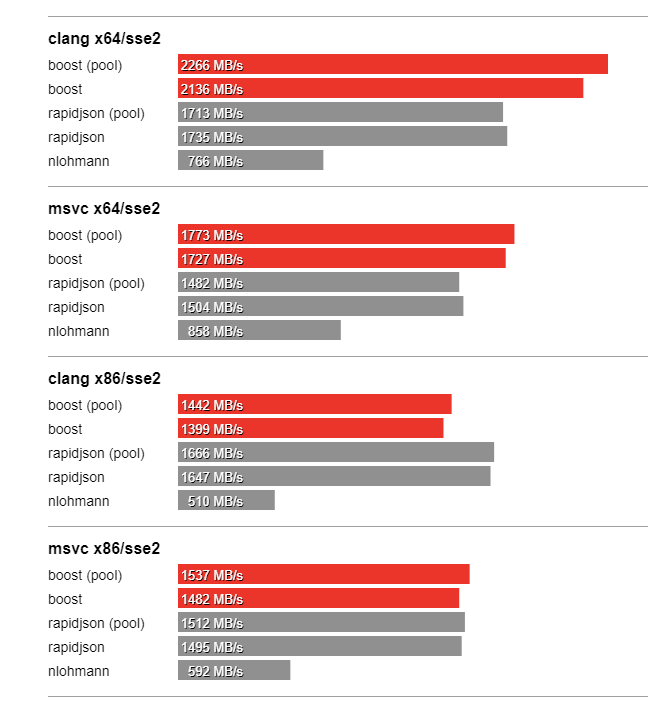 clang x64/sse2
boost (pool) 2266 MB/s
boost 2136 MB/s
rapidjson (pool) 1713 MB/s
rapidjson 1735 MB/s
nlohmann 766 MB/s
msvc x64/sse2
boost (pool) 1773 MB/s
boost 1727 MB/s
rapidjson (pool) 1482 MB/s
rapidjson 1504 MB/s
nlohmann 858 MB/s
clang x86/sse2
boost (pool) 1442 MB/s
boost 1399 MB/s
rapidjson (pool) 1666 MB/s
rapidjson 1647 MB/s
nlohmann 510 MB/s
msvc x86/sse2
boost (pool) 1537 MB/s
boost 1482 MB/s
rapidjson (pool) 1512 MB/s
rapidjson 1495 MB/s
nlohmann 592 MB/s